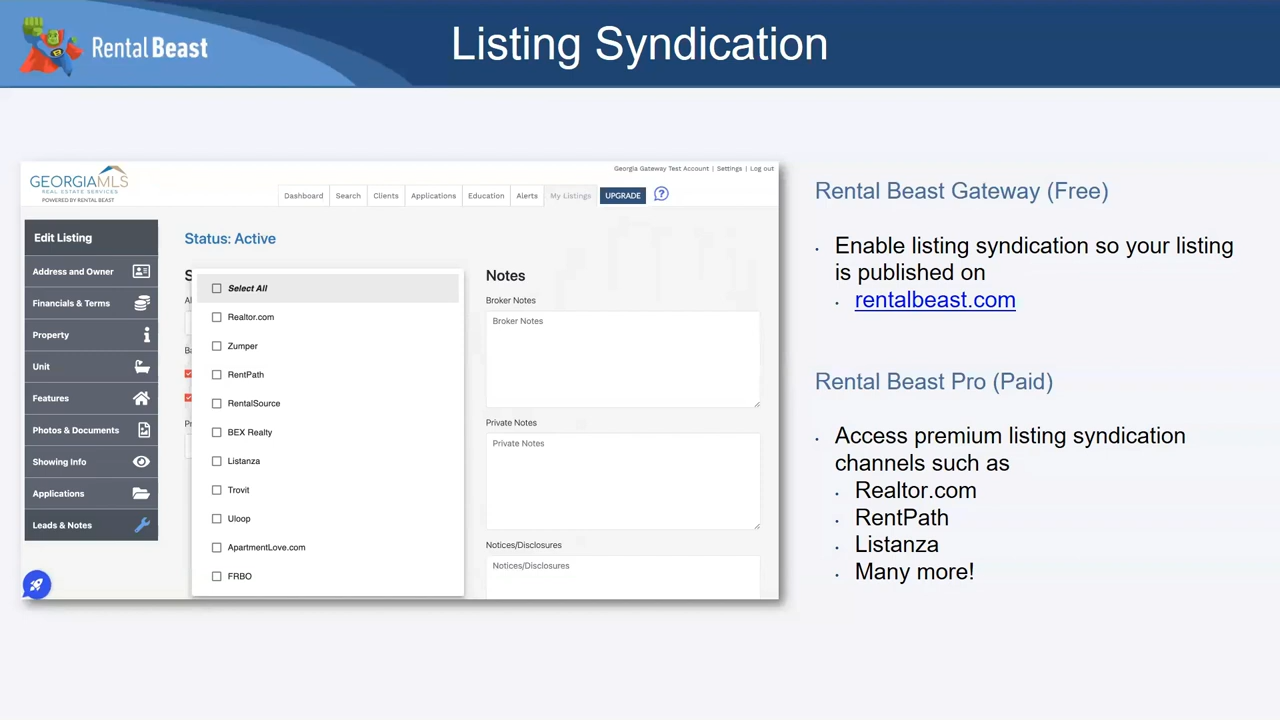 Rental Beast
Listing Syndication
GEORGIAMLS
REAL ESTATE SERVICES
POWERED BY RENTAL BEAST
Georgia Gateway Test Account | Settings | Log out
Dashboard
Search
Clients
Applications
Education
Alerts
My Listings
UPGRADE
?
Edit Listing
Address and Owner
Financials & Terms
Property
Unit
Features
Photos & Documents
Showing Info
Applications
Leads & Notes
Status: Active
Select All
Realtor.com
Zumper
RentPath
RentalSource
BEX Realty
Listanza
Trovit
Uloop
ApartmentLove.com
FRBO
Notes
Broker Notes
Broker Notes
Private Notes
Private Notes
Notices/Disclosures
Notices/Disclosures
Rental Beast Gateway (Free)
Enable listing syndication so your listing
is published on
rentalbeast.com
Rental Beast Pro (Paid)
Access premium listing syndication
channels such as
Realtor.com
RentPath
Listanza
Many more!